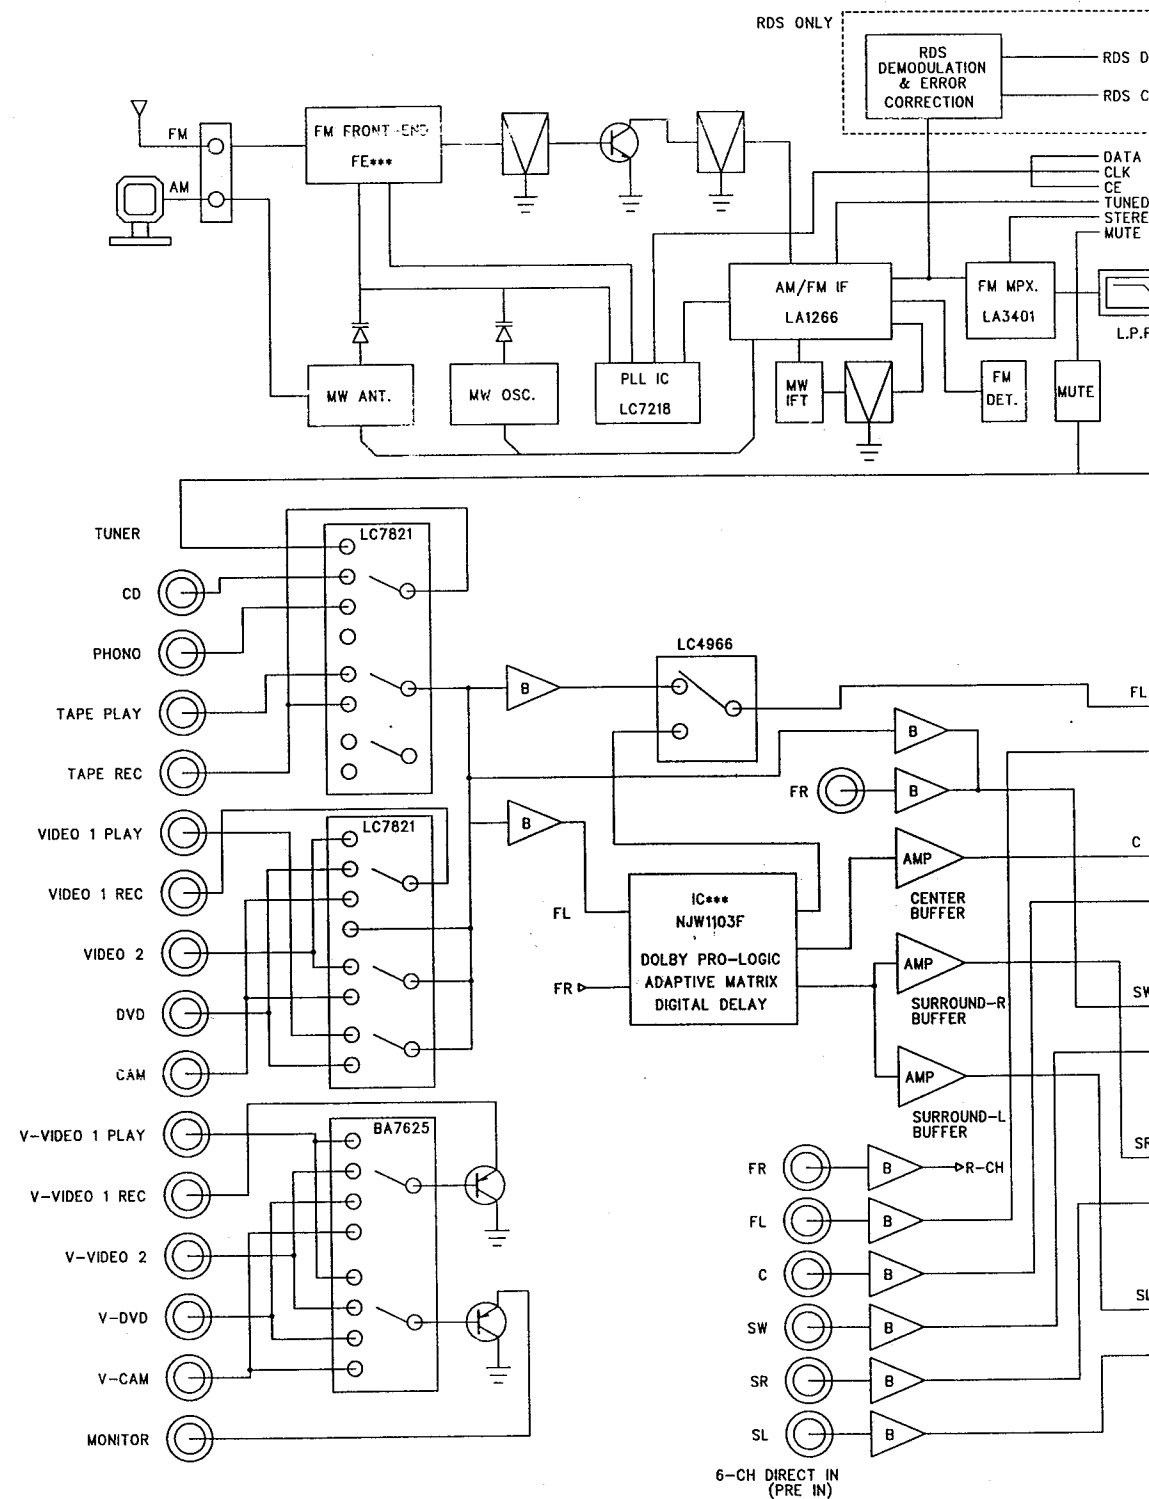 RDS ONLY
RDS
DEMODULATION
& ERROR
CORRECTION
RDS D
RDS C
FM
AM
FM FRONT-END
FE***
DATA
CLK
CE
TUNED
STERE
MUTE
AM/FM IF
LA1266
FM MPX.
LA3401
L.P.F
MW ANT.
MW OSC.
PLL IC
LC7218
MW
IFT
FM
DET.
MUTE
TUNER
LC7821
CD
PHONO
TAPE PLAY
TAPE REC
LC4966
B
FL
B
FR
B
VIDEO 1 PLAY
LC7821
B
VIDEO 1 REC
VIDEO 2
DVD
CAM
AMP
C
CENTER
BUFFER
FL
IC***
NJW1103F
DOLBY PRO-LOGIC
ADAPTIVE MATRIX
DIGITAL DELAY
FR
AMP
SURROUND-R
BUFFER
SW
AMP
SURROUND-L
BUFFER
V-VIDEO 1 PLAY
BA7625
V-VIDEO 1 REC
V-VIDEO 2
V-DVD
V-CAM
MONITOR
SR
FR
B
R-CH
FL
B
C
B
SL
SW
B
SR
B
SL
B
6-CH DIRECT IN
(PRE IN)